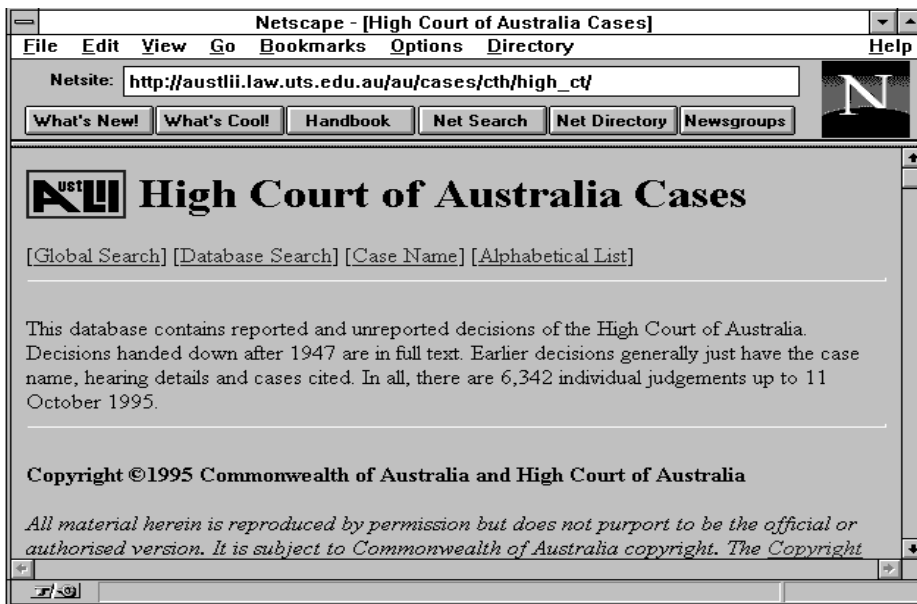 Netscape - [High Court of Australia Cases]
File Edit View Go Bookmarks Options Directory Help
Netsite: http://austlii.law.uts.edu.au/au/cases/cth/high_ct/
N
What's New! What's Cool! Handbook Net Search Net Directory Newsgroups
AustLII High Court of Australia Cases
[Global Search] [Database Search] [Case Name] [Alphabetical List]
This database contains reported and unreported decisions of the High Court of Australia.
Decisions handed down after 1947 are in full text. Earlier decisions generally just have the case
name, hearing details and cases cited. In all, there are 6,342 individual judgements up to 11
October 1995.
Copyright ©1995 Commonwealth of Australia and High Court of Australia
All material herein is reproduced by permission but does not purport to be the official or
authorised version. It is subject to Commonwealth of Australia copyright. The Copyright